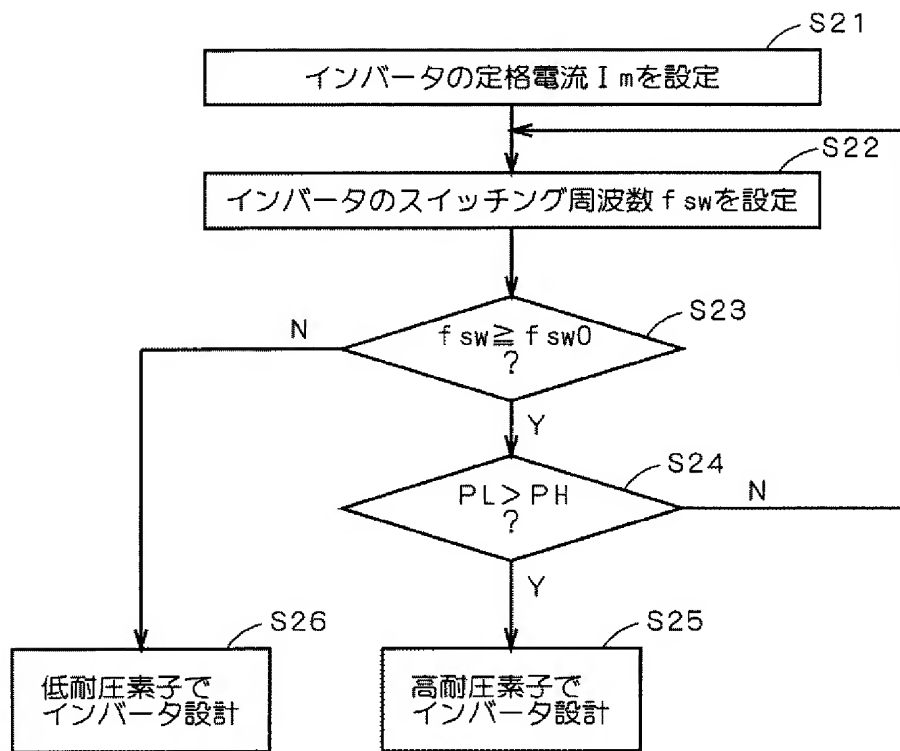 S21
インバータの定格電流Imを設定
S22
インバータのスイッチング周波数fswを設定
S23
N
fsw≧fsw0
?
Y
S24
PL>PH
?
N
Y
S26
低耐圧素子で
インバータ設計
S25
高耐圧素子で
インバータ設計